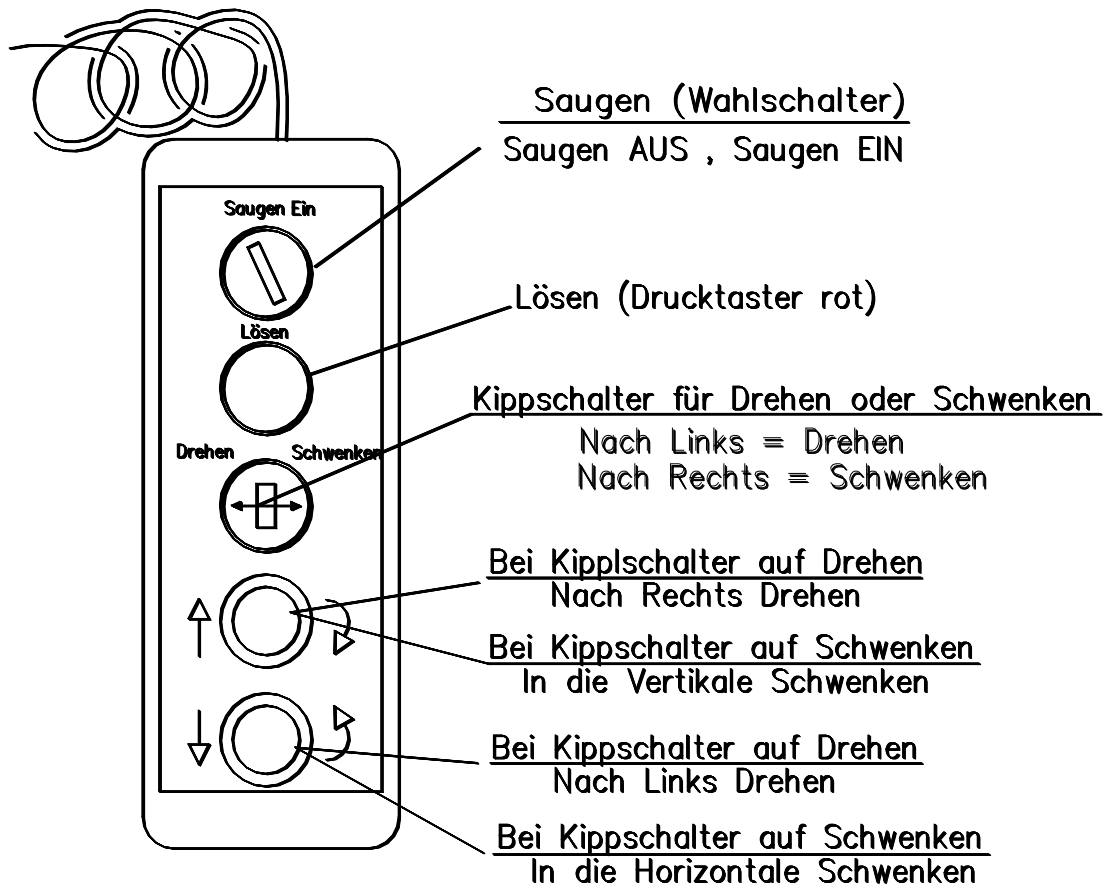 Saugen (Wahlschalter)
Saugen AUS , Saugen EIN
Saugen Ein
Lösen (Drucktaster rot)
Lösen
Kippschalter für Drehen oder Schwenken
Nach Links = Drehen
Nach Rechts = Schwenken
Drehen Schwenken
Bei Kipplschalter auf Drehen
Nach Rechts Drehen
Bei Kippschalter auf Schwenken
In die Vertikale Schwenken
Bei Kippschalter auf Drehen
Nach Links Drehen
Bei Kippschalter auf Schwenken
In die Horizontale Schwenken